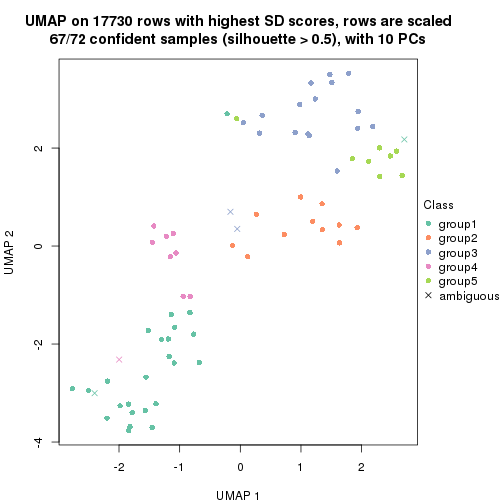 UMAP on 17730 rows with highest SD scores, rows are scaled
67/72 confident samples (silhouette > 0.5), with 10 PCs
UMAP 2
2
0
-2
-4
-2
-1
0
1
2
UMAP 1
Class
group1
group2
group3
group4
group5
ambiguous